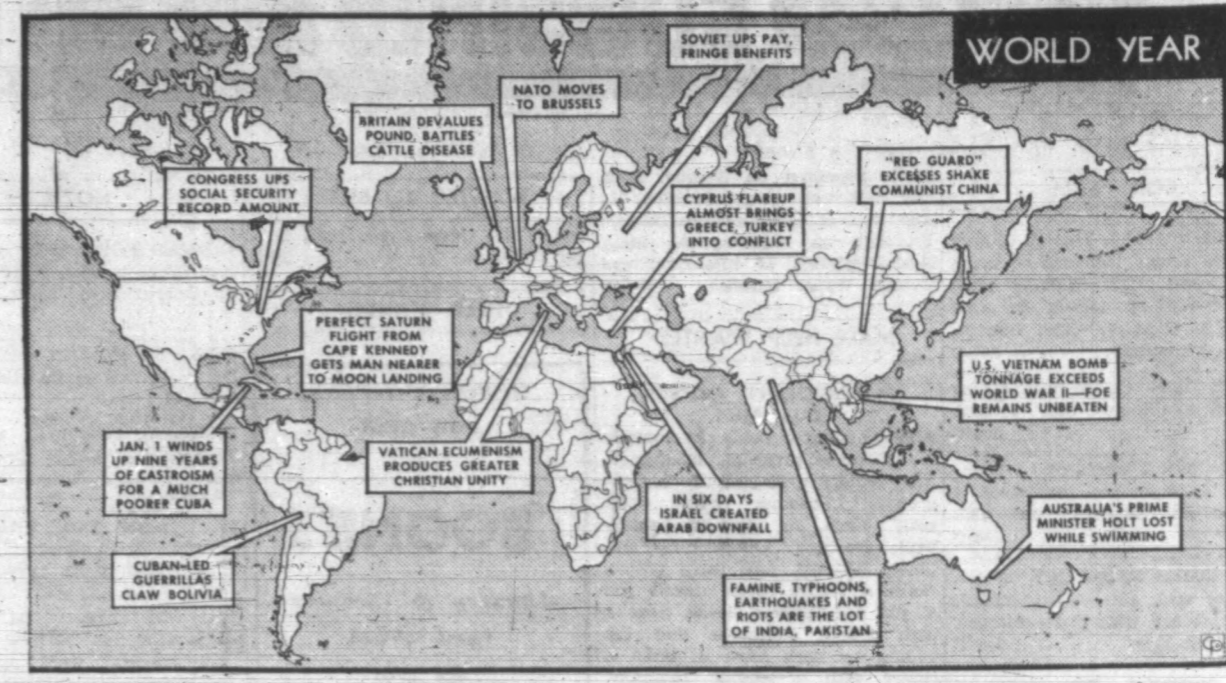 WORLD YEAR
SOVIET UPS PAY,
FRINGE BENEFITS
NATO MOVES
TO BRUSSELS
BRITAIN DEVALUES
POUND, BATTLES
CATTLE DISEASE
"RED GUARD"
EXCESSES SHAKE
COMMUNIST CHINA
CONGRESS UPS
SOCIAL SECURITY
RECORD AMOUNT
CYPRUS FLAREUP
ALMOST BRINGS
GREECE, TURKEY
INTO CONFLICT
PERFECT SATURN
FLIGHT FROM
CAPE KENNEDY
GETS MAN NEARER
TO MOON LANDING
U.S. VIETNAM BOMB
TONNAGE EXCEEDS
WORLD WAR II—FOE
REMAINS UNBEATEN
JAN. 1 WINDS
UP NINE YEARS
OF CASTROISM
FOR A MUCH
POORER CUBA
VATICAN ECUMENISM
PRODUCES GREATER
CHRISTIAN UNITY
IN SIX DAYS
ISRAEL CREATED
ARAB DOWNFALL
AUSTRALIA'S PRIME
MINISTER HOLT LOST
WHILE SWIMMING
CUBAN-LED
GUERRILLAS
CLAW BOLIVIA
FAMINE, TYPHOONS,
EARTHQUAKES AND
RIOTS ARE THE LOT
OF INDIA, PAKISTAN